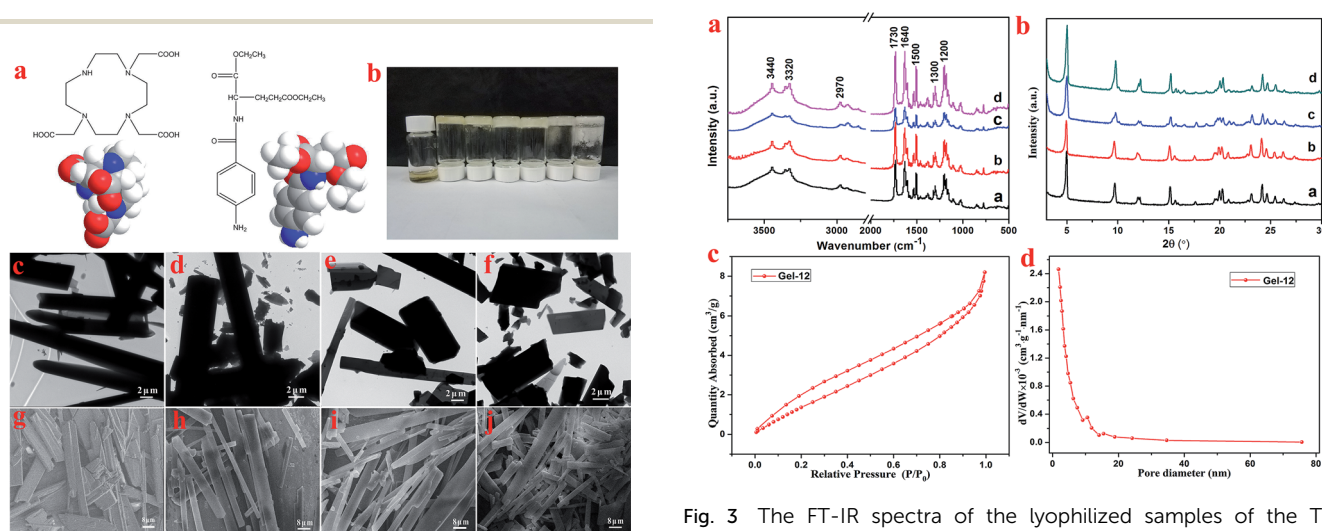 a
COOH
NH
N
N
N
HOOC
COOH
OCH₂CH₃
O
C
C
CH₂CH₂COOCH₂CH₃
NH
O
C
NH₂
b
c
2 μm
d
2 μm
e
2 μm
f
2 μm
g
8 μm
h
8 μm
i
8 μm
j
8 μm
a
Intensity (a.u.)
3440
3320
2970
1730
1640
1500
1300
1200
d
c
b
a
3500
3000
2000
2000
1500
1000
500
Wavenumber (cm⁻¹)
b
Intensity (a.u.)
d
c
b
a
5
10
15
20
25
30
2θ (°)
c
Gel-12
Quantity Absorbed (cm³/g)
8
6
4
2
0
0.0
0.2
0.4
0.6
0.8
1.0
Relative Pressure (P/P₀)
d
Gel-12
dV/dW×10⁻³ (cm³·g⁻¹·nm⁻¹)
2.4
2.0
1.6
1.2
0.8
0.4
0.0
0
20
40
60
80
Pore diameter (nm)
Fig. 3 The FT-IR spectra of the lyophilized samples of the T